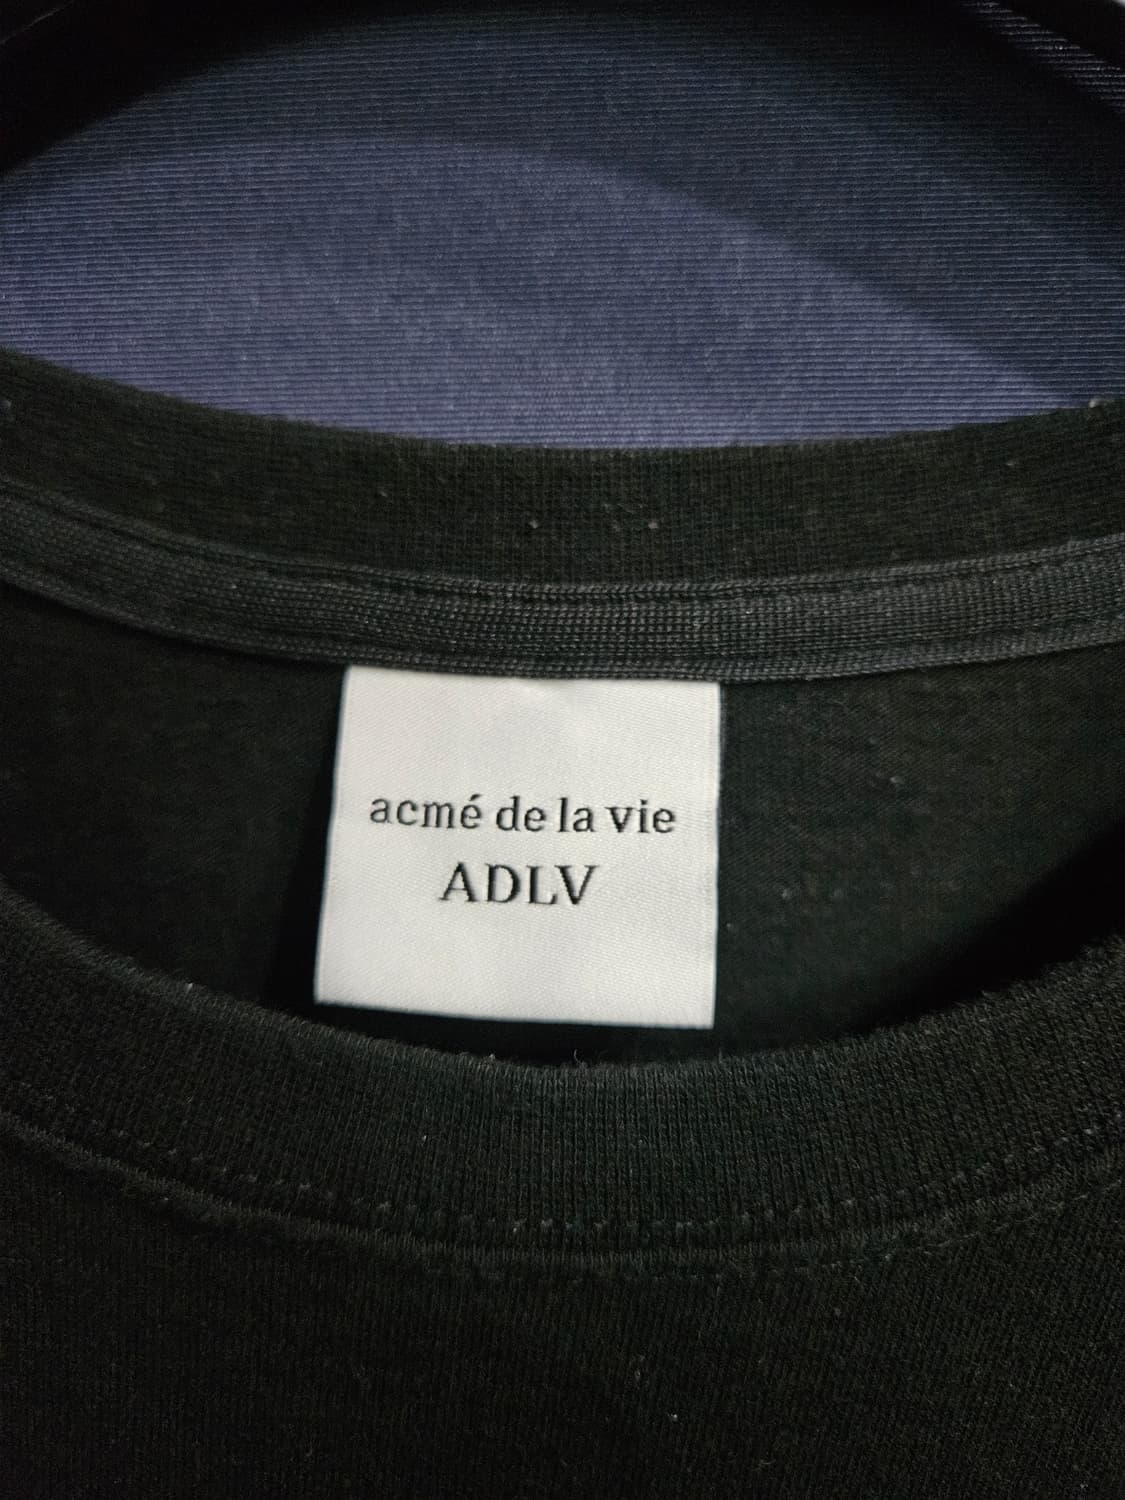 acmé de la vie
ADLV